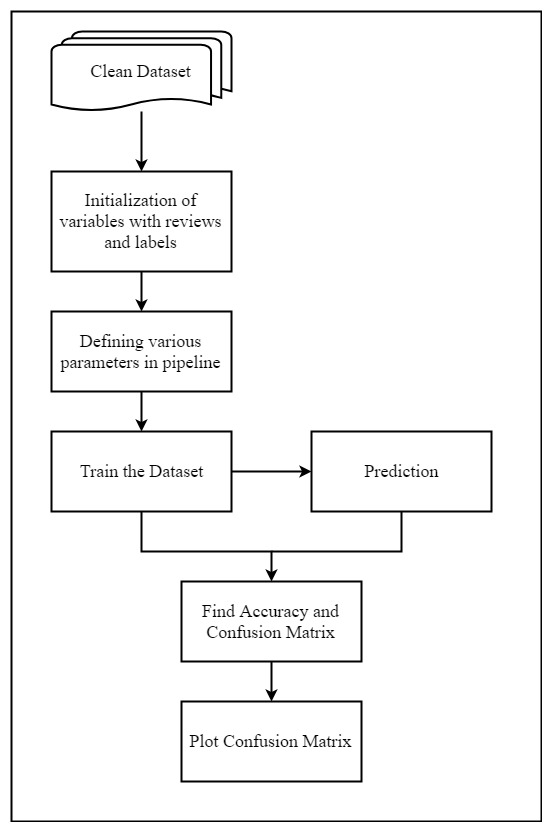 Clean Dataset
Initialization of
variables with reviews
and labels
Defining various
parameters in pipeline
Train the Dataset
Prediction
Find Accuracy and
Confusion Matrix
Plot Confusion Matrix